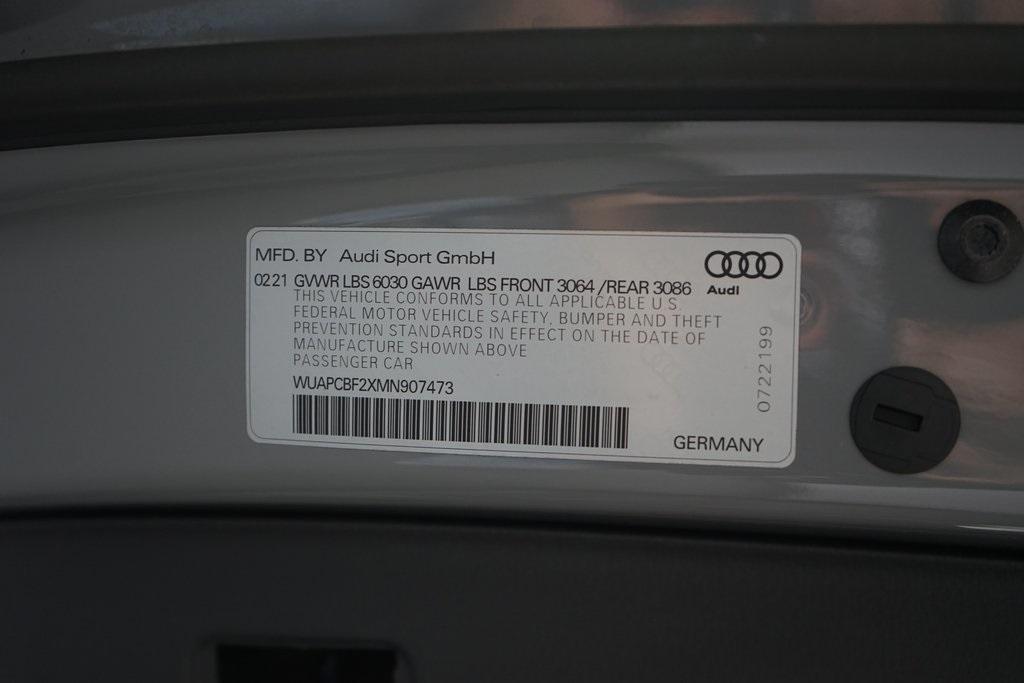 MFD. BY Audi Sport GmbH
Audi
0221 GVWR LBS 6030 GAWR LBS FRONT 3064 /REAR 3086
THIS VEHICLE CONFORMS TO ALL APPLICABLE U S
FEDERAL MOTOR VEHICLE SAFETY, BUMPER AND THEFT
PREVENTION STANDARDS IN EFFECT ON THE DATE OF
MANUFACTURE SHOWN ABOVE
PASSENGER CAR
WUAPCBF2XMN907473
GERMANY
0722199